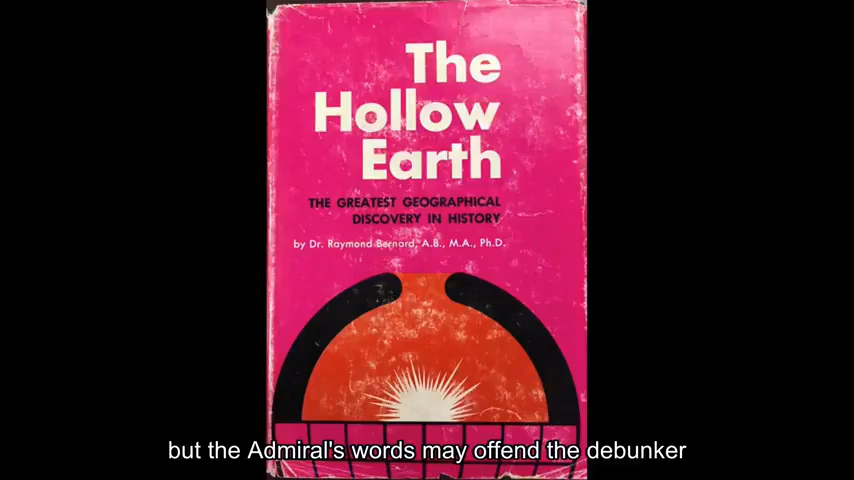 The
Hollow
Earth
THE GREATEST GEOGRAPHICAL
DISCOVERY IN HISTORY
by Dr. Raymond Bernard, A.B., M.A., Ph.D.
but the Admiral's words may offend the debunker